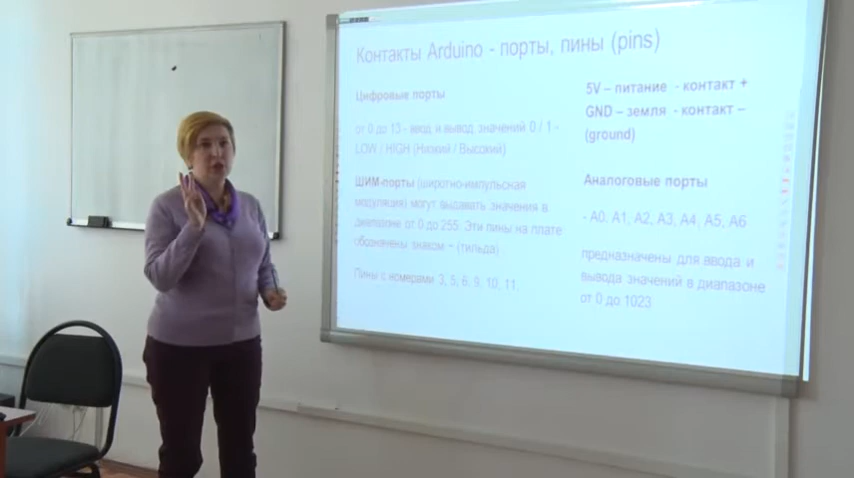 Контакты Arduino - порты, пины (pins)
Цифровые порты
от 0 до 13 - ввод и вывод значений 0 / 1 -
LOW / HIGH (Низкий / Высокий)
ШИМ-порты (широтно-импульсная
модуляция) могут выдавать значения в
диапазоне от 0 до 255. Эти пины на плате
обозначены знаком ~ (тильда)
Пины с номерами 3, 5, 6, 9, 10, 11
5V – питание - контакт +
GND – земля - контакт –
(ground)
Аналоговые порты
- A0, A1, A2, A3, A4, A5, A6
предназначены для ввода и
вывода значений в диапазоне
от 0 до 1023